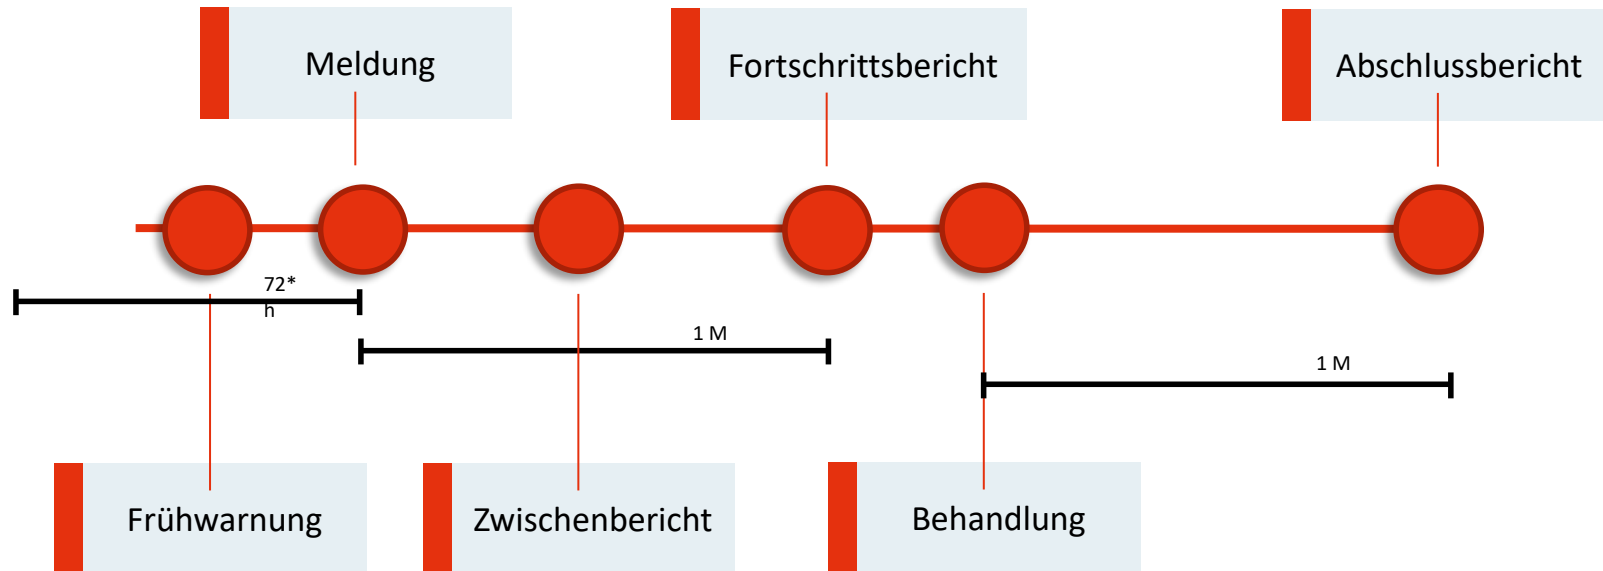 Meldung
Fortschrittsbericht
Abschlussbericht
72*
h
1 M
1 M
Frühwarnung
Zwischenbericht
Behandlung